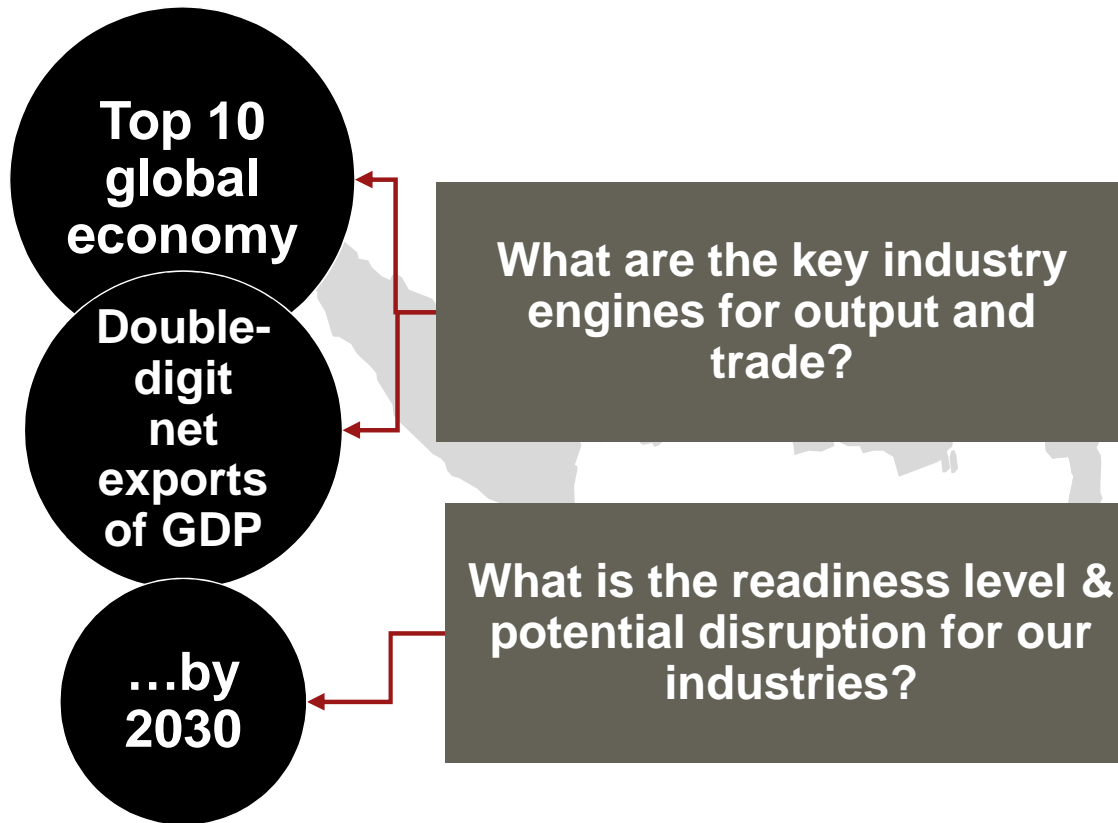 Top 10
global
economy
Double-
digit
net
exports
of GDP
…by
2030
What are the key industry
engines for output and
trade?
What is the readiness level &
potential disruption for our
industries?